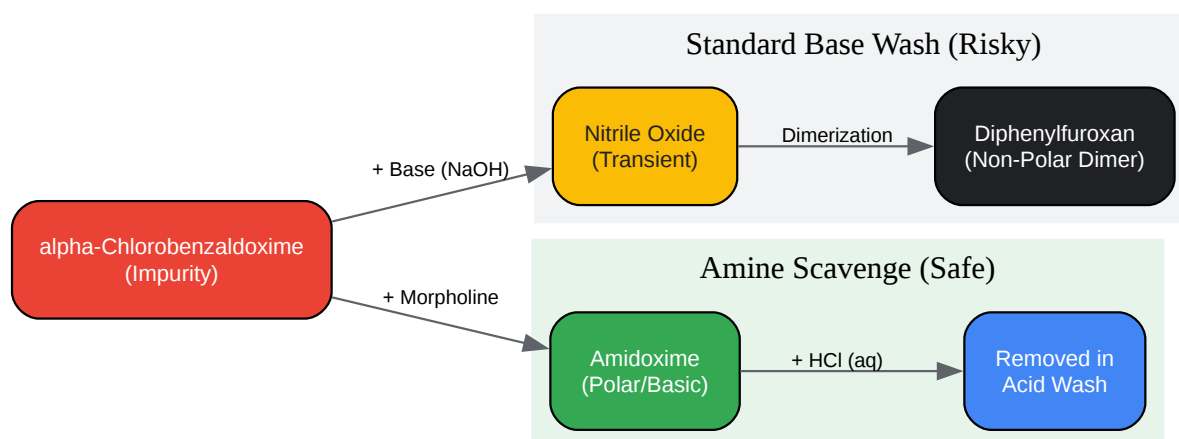 Standard Base Wash (Risky)
Nitrile Oxide
(Transient)
Dimerization
Diphenylfuroxan
(Non-Polar Dimer)
+ Base (NaOH)
alpha-Chlorobenzaldoxime
(Impurity)
Amine Scavenge (Safe)
+ Morpholine
Amidoxime
(Polar/Basic)
+ HCl (aq)
Removed in
Acid Wash